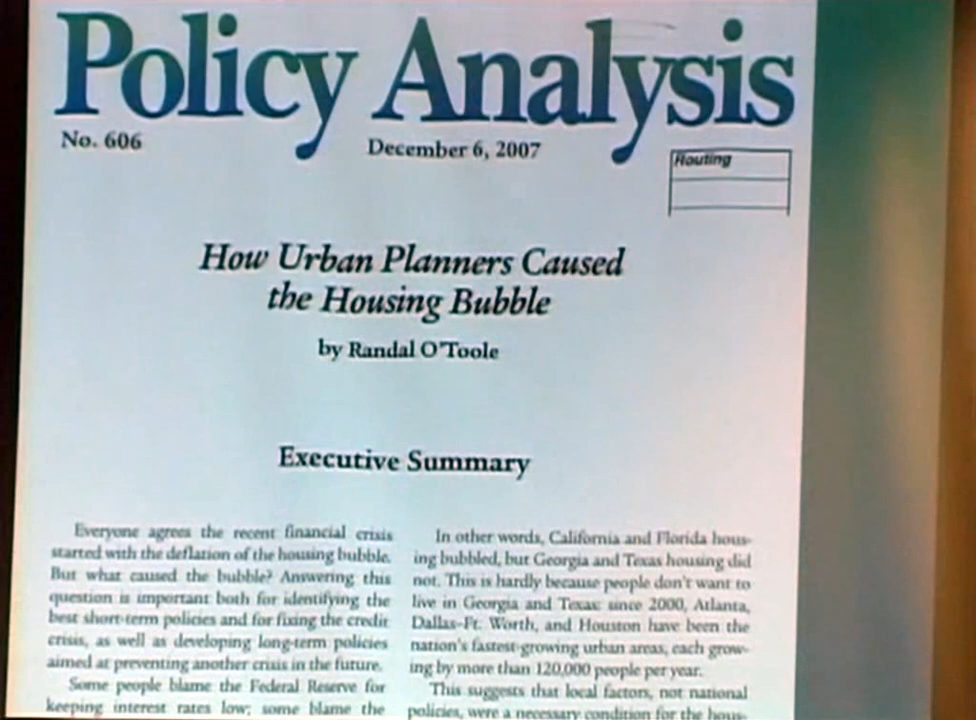 Policy Analysis
No. 606
December 6, 2007
Routing
How Urban Planners Caused
the Housing Bubble
by Randal O'Toole
Executive Summary
Everyone agrees the recent financial crisis
started with the deflation of the housing bubble.
But what caused the bubble? Answering this
question is important both for identifying the
best short-term policies and for fixing the credit
crisis, as well as developing long-term policies
aimed at preventing another crisis in the future.
Some people blame the Federal Reserve for
keeping interest rates low; some blame the
In other words, California and Florida hous-
ing bubbled, but Georgia and Texas housing did
not. This is hardly because people don't want to
live in Georgia and Texas: since 2000, Atlanta,
Dallas-Ft. Worth, and Houston have been the
nation's fastest-growing urban areas, each grow-
ing by more than 120,000 people per year.
This suggests that local factors, not national
policies, were a necessary condition for the hous-